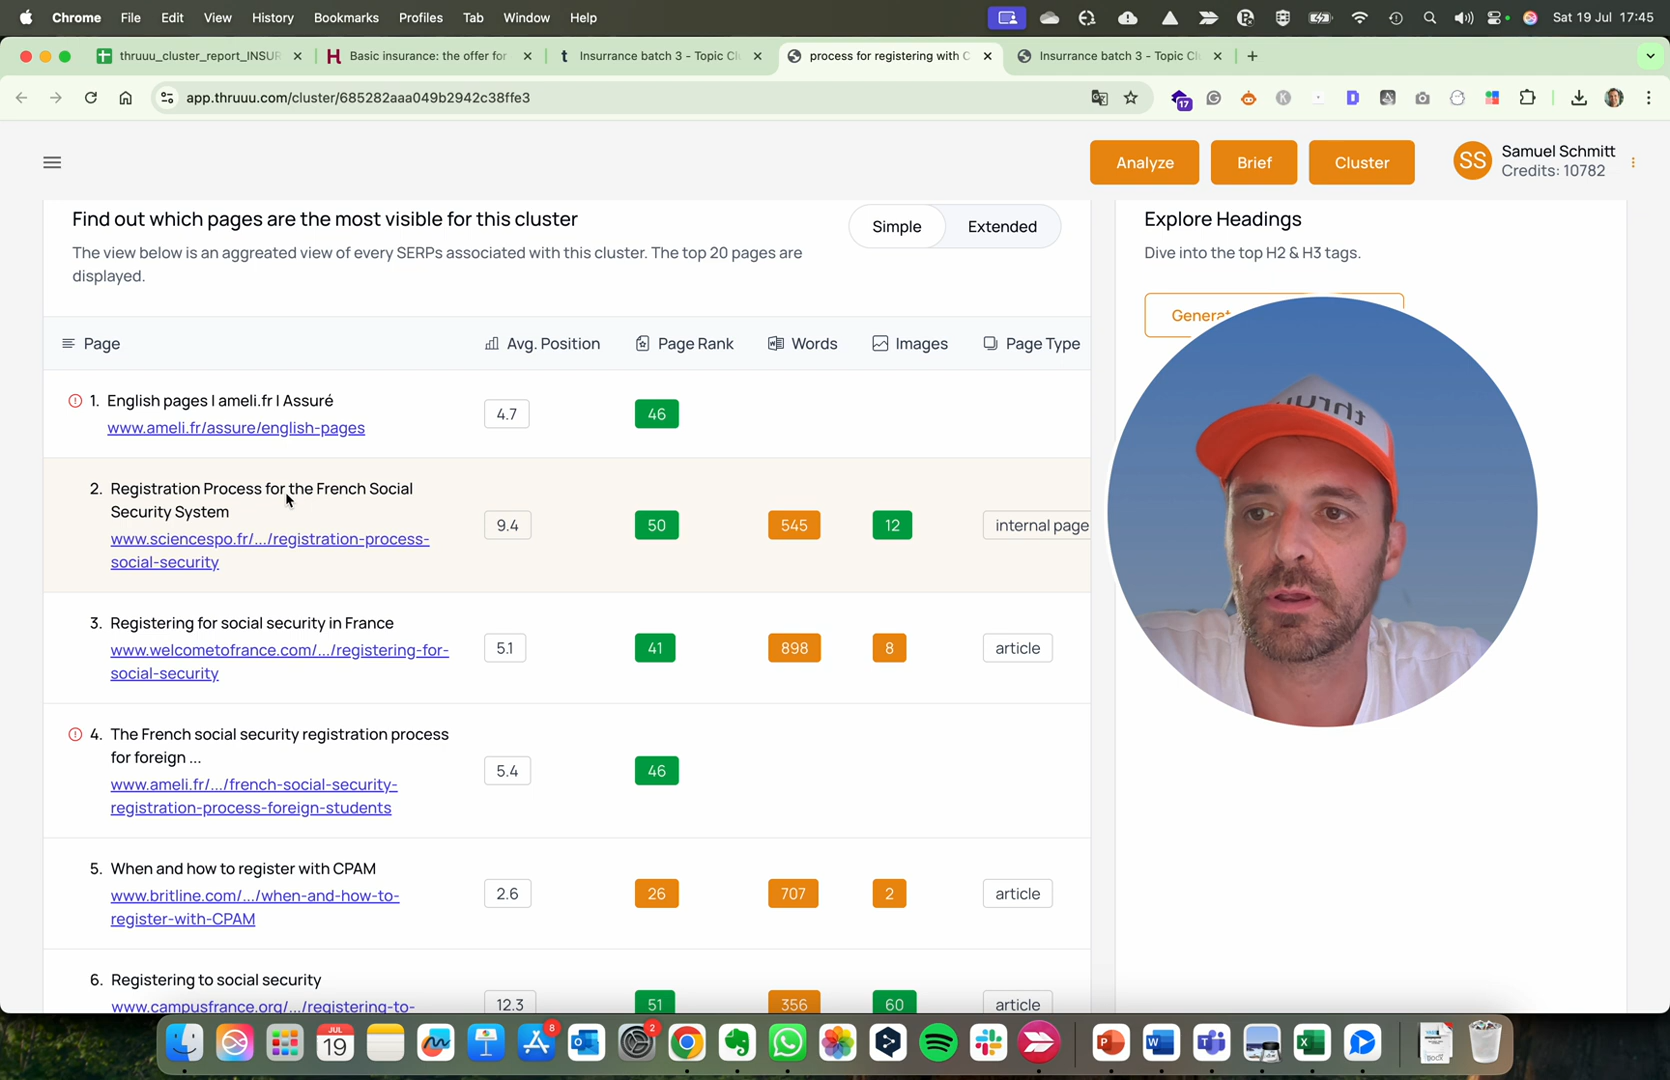 Chrome File Edit View History Bookmarks Profiles Tab Window Help Sat 19 Jul 17:45
thruuu_cluster_report_INSUR Basic insurance: the offer for Insurrance batch 3 - Topic Cl process for registering with C Insurrance batch 3 - Topic Cl
app.thruuu.com/cluster/685282aaa049b2942c38ffe3 17
Analyze Brief Cluster SS Samuel Schmitt
Credits: 10782
Find out which pages are the most visible for this cluster
The view below is an aggreated view of every SERPs associated with this cluster. The top 20 pages are
displayed.
Simple Extended
Explore Headings
Dive into the top H2 & H3 tags.
Generat
Page Avg. Position Page Rank Words Images Page Type
1. English pages | ameli.fr | Assuré
www.ameli.fr/assure/english-pages
4.7 46
2. Registration Process for the French Social
Security System
www.sciencespo.fr/.../registration-process-
social-security
9.4 50 545 12 internal page
3. Registering for social security in France
www.welcometofrance.com/.../registering-for-
social-security
5.1 41 898 8 article
4. The French social security registration process
for foreign ...
www.ameli.fr/.../french-social-security-
registration-process-foreign-students
5.4 46
5. When and how to register with CPAM
www.britline.com/.../when-and-how-to-
register-with-CPAM
2.6 26 707 2 article
6. Registering to social security
www.campusfrance.org/.../registering-to-
12.3 51 356 60 article
thruu
JUL
19
8
2